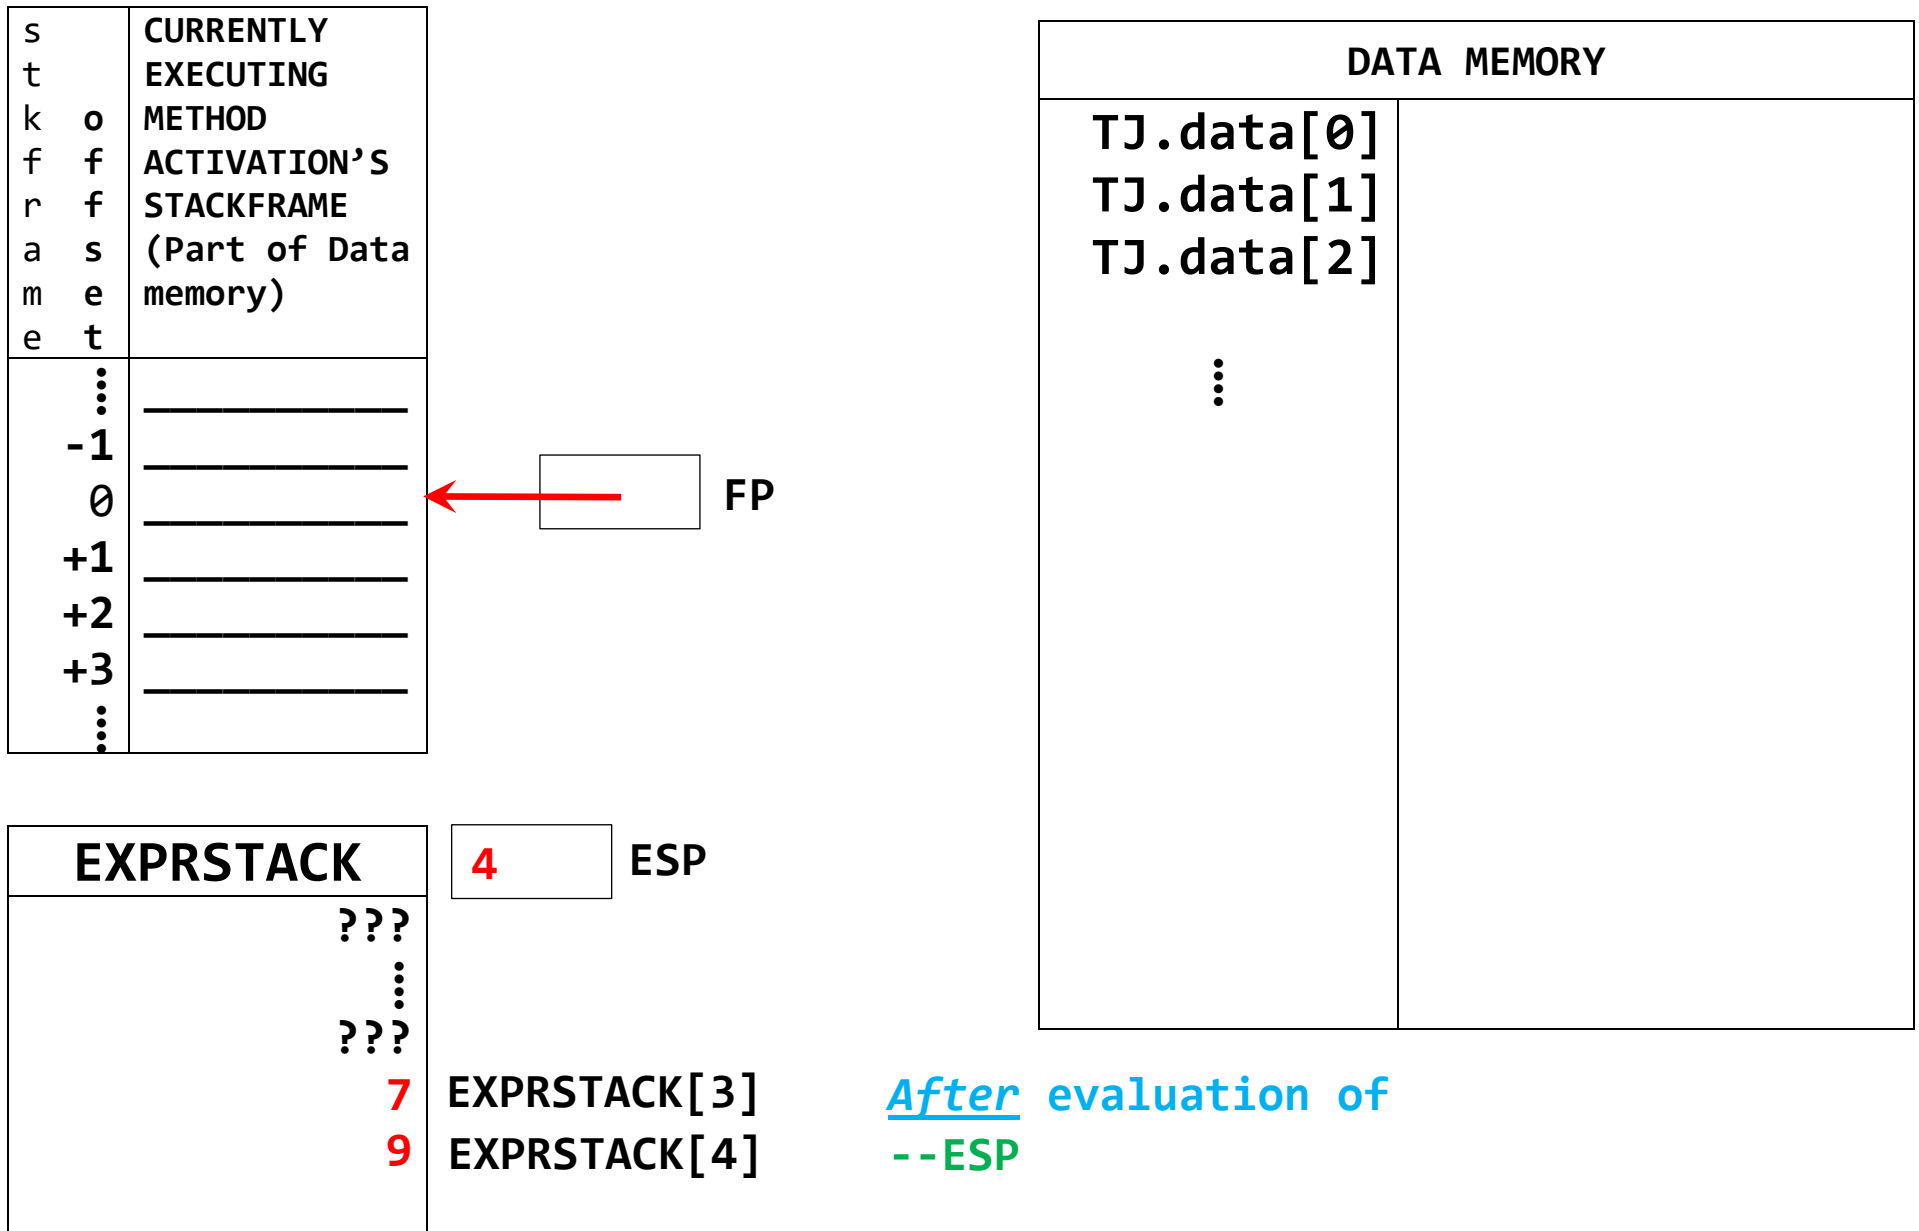 s CURRENTLY
t EXECUTING
k o METHOD
f f ACTIVATION’S
r f STACKFRAME
a s (Part of Data
m e memory)
e t
-1
0
+1
+2
+3
FP
DATA MEMORY
TJ.data[0]
TJ.data[1]
TJ.data[2]
EXPRSTACK
4 ESP
???
???
7 EXPRSTACK[3]
9 EXPRSTACK[4]
After evaluation of
--ESP